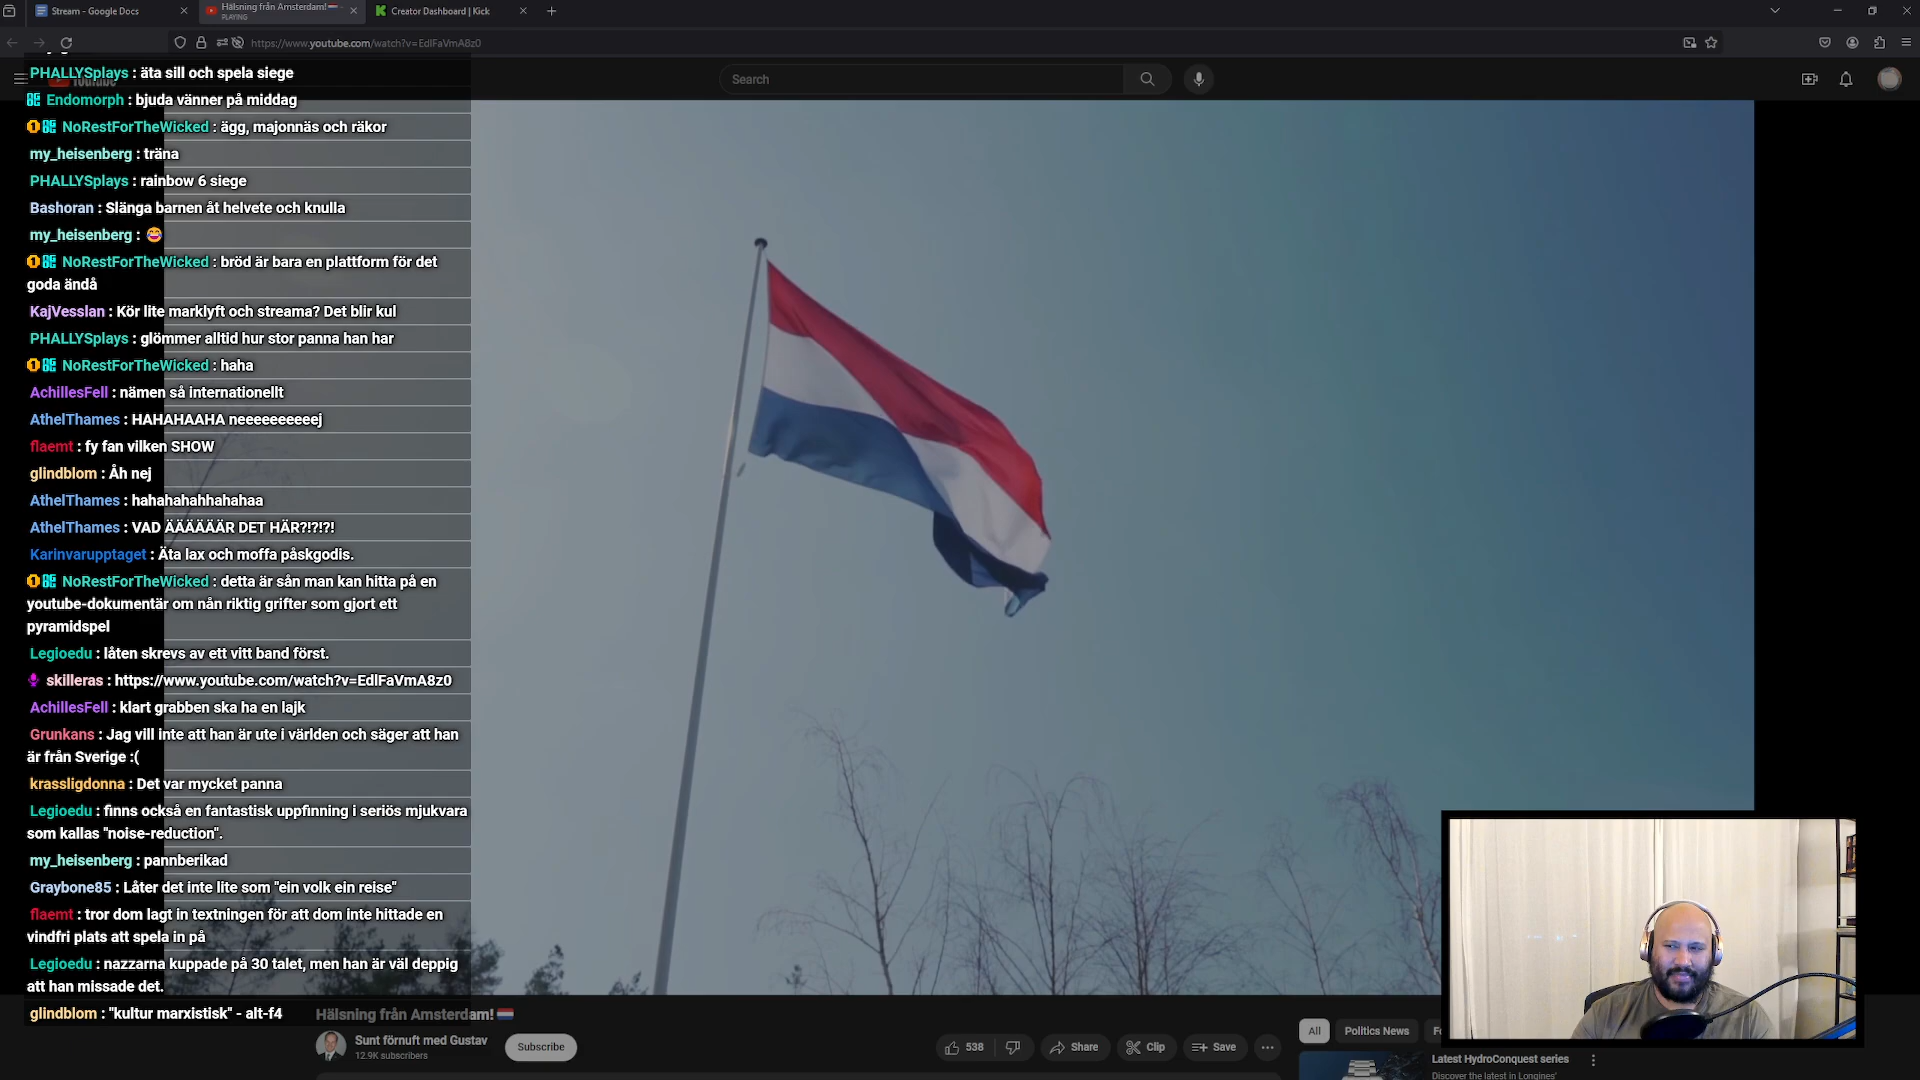 Stream - Google Docs
Hälsning från Amsterdam!
PLAYING
Creator Dashboard | Kick
https://www.youtube.com/watch?v=EdlFaVmA8z0
Search
PHALLYSplays : äta sill och spela siege
Endomorph : bjuda vänner på middag
NoRestForTheWicked : ägg, majonnäs och räkor
my_heisenberg : träna
PHALLYSplays : rainbow 6 siege
Bashoran : Slänga barnen åt helvete och knulla
my_heisenberg : 😂
NoRestForTheWicked : bröd är bara en plattform för det
goda ändå
KajVesslan : Kör lite marklyft och streama? Det blir kul
PHALLYSplays : glömmer alltid hur stor panna han har
NoRestForTheWicked : haha
AchillesFell : nämen så internationellt
AthelThames : HAHAHAAHA neeeeeeeeeej
flaemt : fy fan vilken SHOW
glindblom : Åh nej
AthelThames : hahahahahhahahaa
AthelThames : VAD ÄÄÄÄÄÄR DET HÄR?!?!?!
Karinvarupptaget : Äta lax och moffa påskgodis.
NoRestForTheWicked : detta är sån man kan hitta på en
youtube-dokumentär om nån riktig grifter som gjort ett
pyramidspel
Legioedu : låten skrevs av ett vitt band först.
skilleras : https://www.youtube.com/watch?v=EdlFaVmA8z0
AchillesFell : klart grabben ska ha en lajk
Grunkans : Jag vill inte att han är ute i världen och säger att han
är från Sverige :(
krassligdonna : Det var mycket panna
Legioedu : finns också en fantastisk uppfinning i seriös mjukvara
som kallas "noise-reduction".
my_heisenberg : pannberikad
Graybone85 : Låter det inte lite som "ein volk ein reise"
flaemt : tror dom lagt in textningen för att dom inte hittade en
vindfri plats att spela in på
Legioedu : nazzarna kuppade på 30 talet, men han är väl deppig
att han missade det.
glindblom : "kultur marxistisk" - alt-f4
Hälsning från Amsterdam!
Sunt förnuft med Gustav
12.9K subscribers
Subscribe
538
Share
Clip
Save
All
Politics News
Latest HydroConquest series
Discover the latest in Longines'